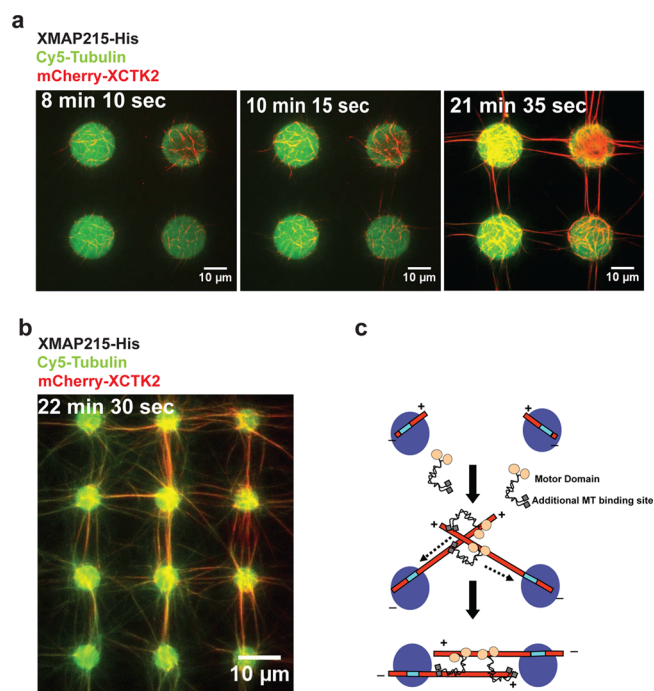 a
XMAP215-His
Cy5-Tubulin
mCherry-XCTK2
8 min 10 sec
10 min 15 sec
21 min 35 sec
10 µm
10 µm
10 µm
b
XMAP215-His
Cy5-Tubulin
mCherry-XCTK2
22 min 30 sec
10 µm
c
+
+
–
–
Motor Domain
Additional MT binding site
+
+
–
–
+
–
–
+